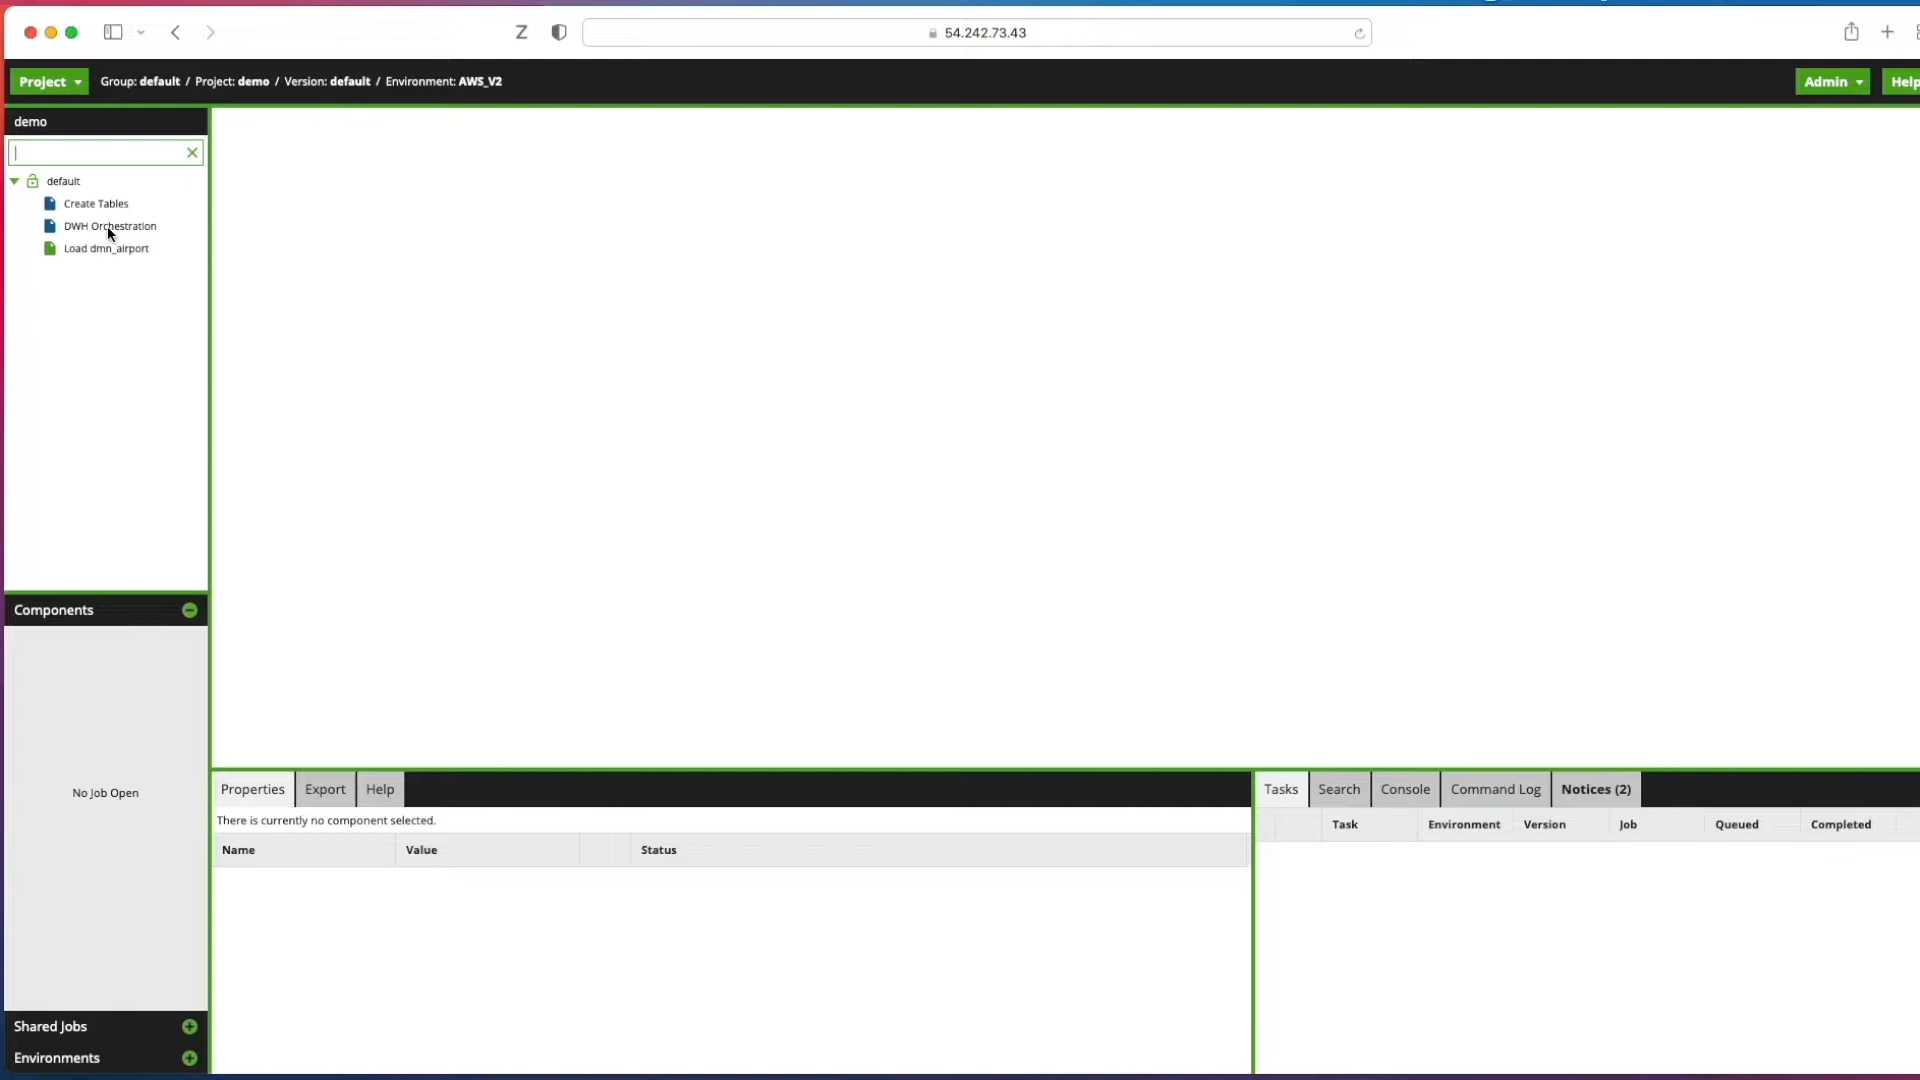 Z
54.242.73.43
Project
Group: default / Project: demo / Version: default / Environment: AWS_V2
Admin
Help
demo
default
Create Tables
DWH Orchestration
Load dmn_airport
Components
No Job Open
Shared Jobs
Environments
Properties
Export
Help
There is currently no component selected.
Name
Value
Status
Tasks
Search
Console
Command Log
Notices (2)
Task
Environment
Version
Job
Queued
Completed